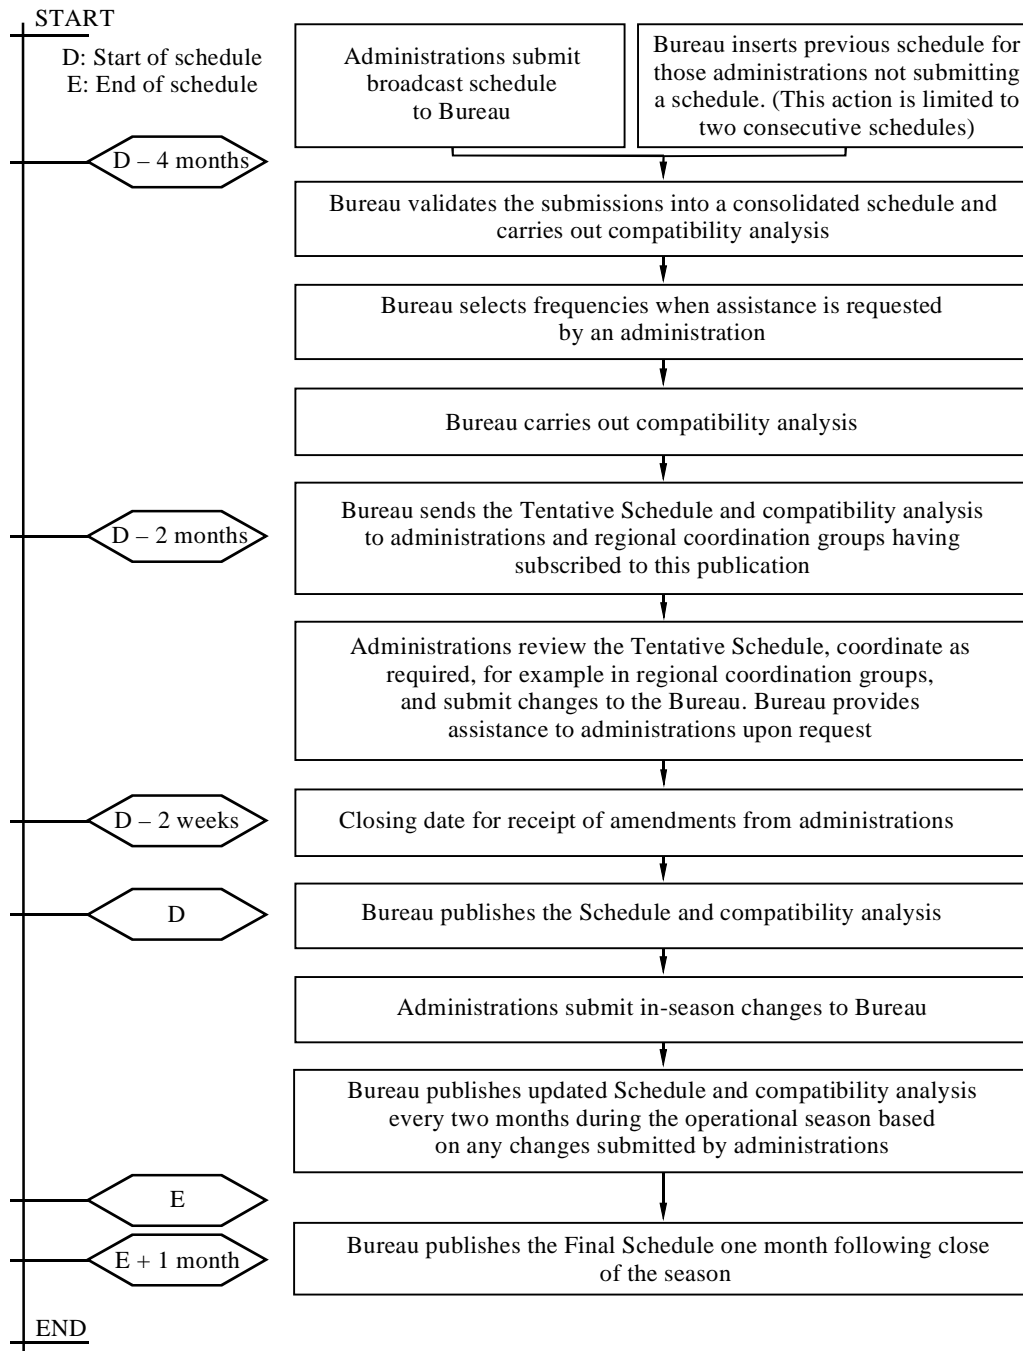 START
D: Start of schedule
E: End of schedule
Administrations submit
broadcast schedule
to Bureau
Bureau inserts previous schedule for
those administrations not submitting
a schedule. (This action is limited to
two consecutive schedules)
D – 4 months
Bureau validates the submissions into a consolidated schedule and
carries out compatibility analysis
Bureau selects frequencies when assistance is requested
by an administration
Bureau carries out compatibility analysis
D – 2 months
Bureau sends the Tentative Schedule and compatibility analysis
to administrations and regional coordination groups having
subscribed to this publication
Administrations review the Tentative Schedule, coordinate as
required, for example in regional coordination groups,
and submit changes to the Bureau. Bureau provides
assistance to administrations upon request
D – 2 weeks
Closing date for receipt of amendments from administrations
D
Bureau publishes the Schedule and compatibility analysis
Administrations submit in-season changes to Bureau
Bureau publishes updated Schedule and compatibility analysis
every two months during the operational season based
on any changes submitted by administrations
E
E + 1 month
Bureau publishes the Final Schedule one month following close
of the season
END